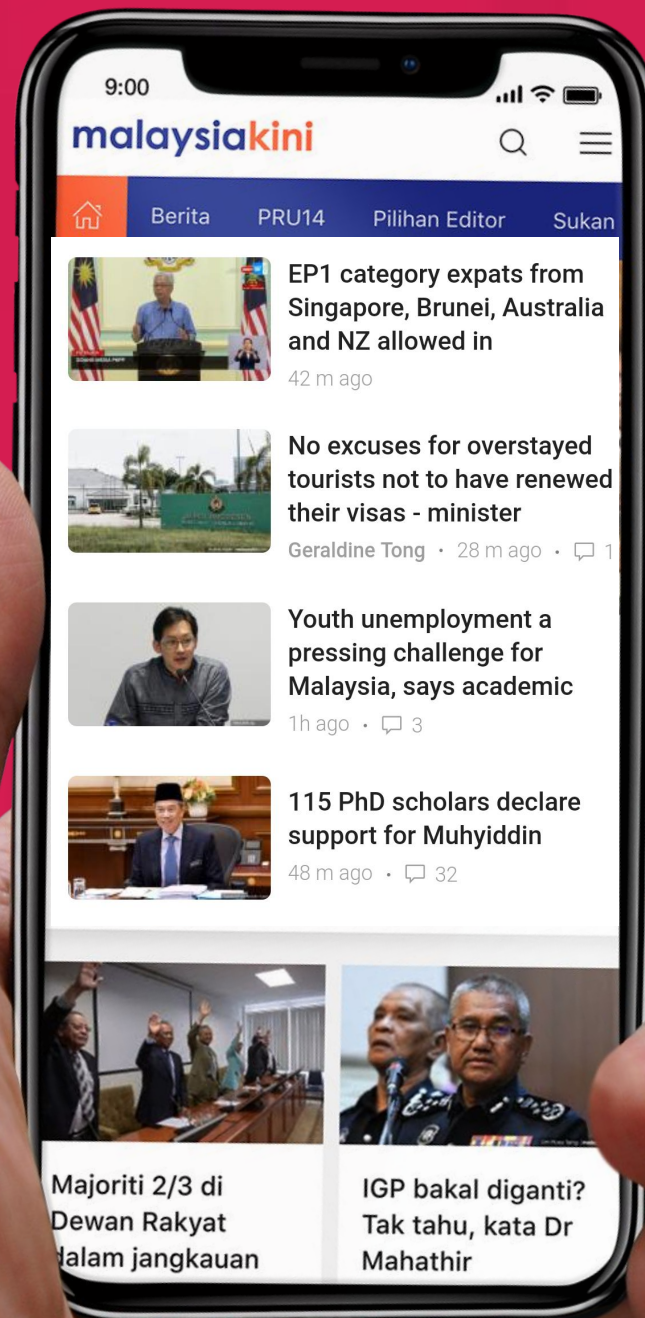 9:00
malaysiakini
Berita PRU14 Pilihan Editor Sukan
EP1 category expats from
Singapore, Brunei, Australia
and NZ allowed in
42 m ago
No excuses for overstayed
tourists not to have renewed
their visas - minister
Geraldine Tong • 28 m ago • 1
Youth unemployment a
pressing challenge for
Malaysia, says academic
1h ago • 3
115 PhD scholars declare
support for Muhyiddin
48 m ago • 32
Majoriti 2/3 di
Dewan Rakyat
dalam jangkauan
IGP bakal diganti?
Tak tahu, kata Dr
Mahathir